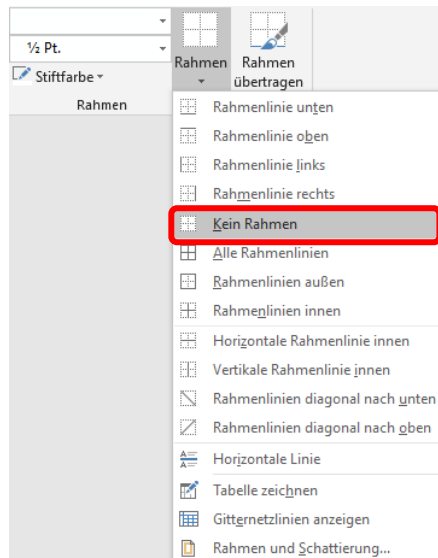 ½ Pt.
Stiftfarbe
Rahmen
Rahmen
Rahmen übertragen
Rahmenlinie unten
Rahmenlinie oben
Rahmenlinie links
Rahmenlinie rechts
Kein Rahmen
Alle Rahmenlinien
Rahmenlinien außen
Rahmenlinien innen
Horizontale Rahmenlinie innen
Vertikale Rahmenlinie innen
Rahmenlinien diagonal nach unten
Rahmenlinien diagonal nach oben
Horizontale Linie
Tabelle zeichnen
Gitternetzlinien anzeigen
Rahmen und Schattierung...